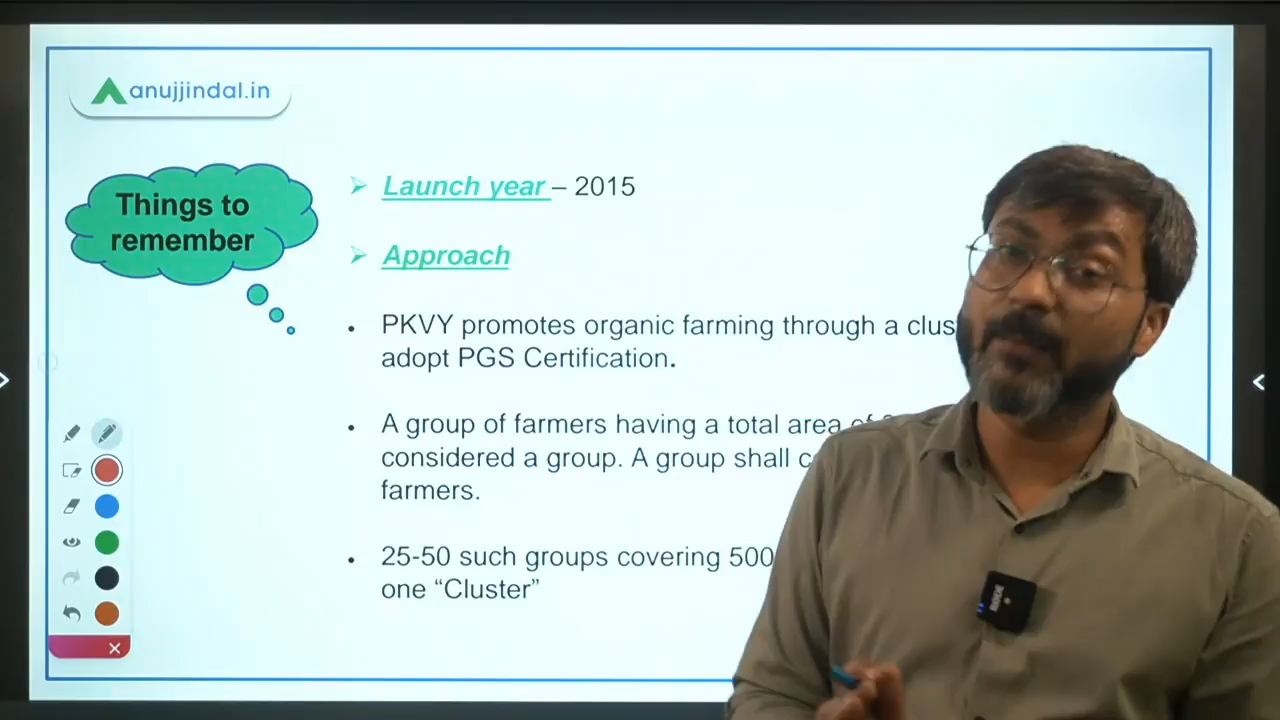 anujjindal.in
Things to
remember
➢ Launch year – 2015
➢ Approach
• PKVY promotes organic farming through a
adopt PGS Certification.
• A group of farmers having a total area
considered a group. A group shall
farmers.
• 25-50 such groups covering 500
one “Cluster”